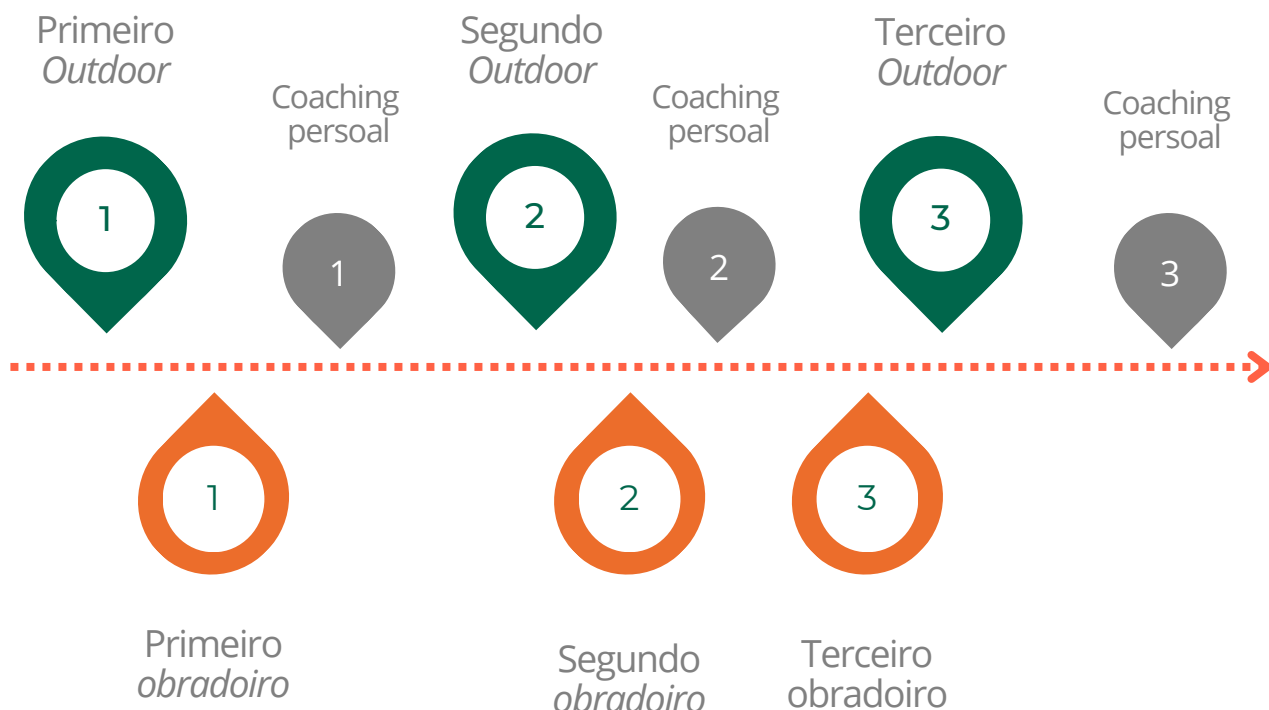 Primeiro
Outdoor
Segundo
Outdoor
Terceiro
Outdoor
Coaching
persoal
Coaching
persoal
Coaching
persoal
1
2
3
1
2
3
1
2
3
Primeiro
obradoiro
Segundo
obradoiro
Terceiro
obradoiro